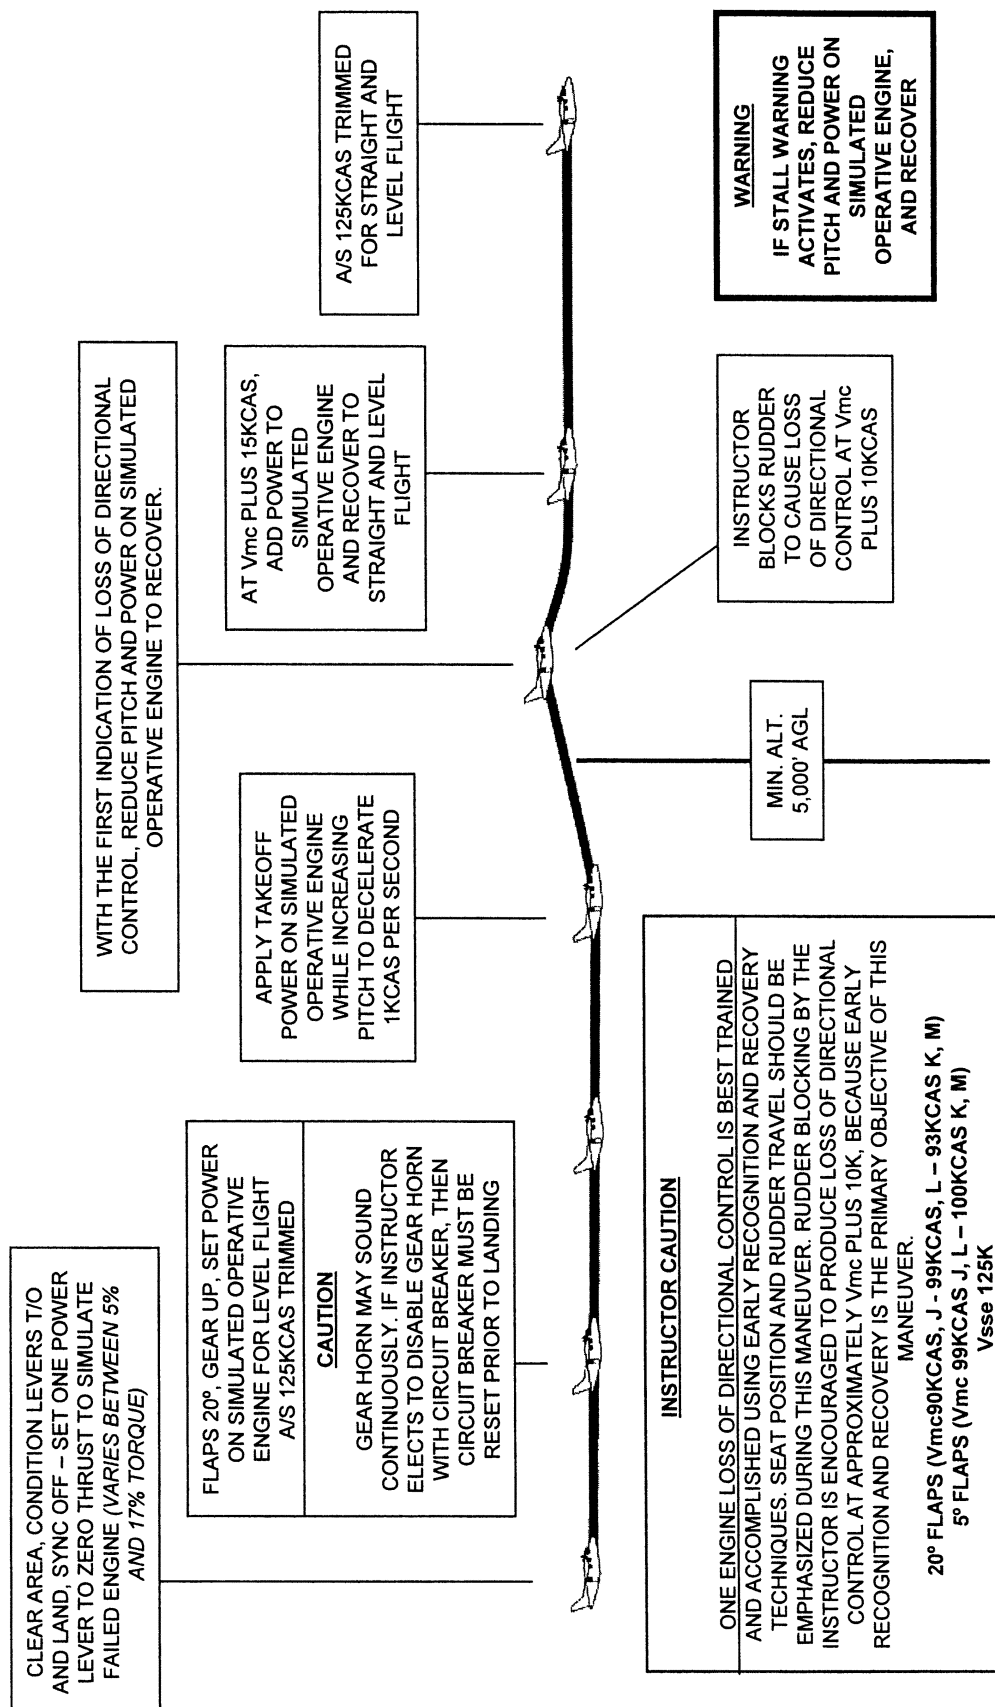 CLEAR AREA, CONDITION LEVERS T/O
AND LAND, SYNC OFF – SET ONE POWER
LEVER TO ZERO THRUST TO SIMULATE
FAILED ENGINE (VARIES BETWEEN 5%
AND 17% TORQUE)
FLAPS 20º, GEAR UP, SET POWER
ON SIMULATED OPERATIVE
ENGINE FOR LEVEL FLIGHT
A/S 125KCAS TRIMMED
CAUTION
GEAR HORN MAY SOUND
CONTINUOUSLY. IF INSTRUCTOR
ELECTS TO DISABLE GEAR HORN
WITH CIRCUIT BREAKER, THEN
CIRCUIT BREAKER MUST BE
RESET PRIOR TO LANDING
APPLY TAKEOFF
POWER ON SIMULATED
OPERATIVE ENGINE
WHILE INCREASING
PITCH TO DECELERATE
1KCAS PER SECOND
WITH THE FIRST INDICATION OF LOSS OF DIRECTIONAL
CONTROL, REDUCE PITCH AND POWER ON SIMULATED
OPERATIVE ENGINE TO RECOVER.
AT Vmc PLUS 15KCAS,
ADD POWER TO
SIMULATED
OPERATIVE ENGINE
AND RECOVER TO
STRAIGHT AND LEVEL
FLIGHT
A/S 125KCAS TRIMMED
FOR STRAIGHT AND
LEVEL FLIGHT
INSTRUCTOR CAUTION
ONE ENGINE LOSS OF DIRECTIONAL CONTROL IS BEST TRAINED
AND ACCOMPLISHED USING EARLY RECOGNITION AND RECOVERY
TECHNIQUES. SEAT POSITION AND RUDDER TRAVEL SHOULD BE
EMPHASIZED DURING THIS MANEUVER. RUDDER BLOCKING BY THE
INSTRUCTOR IS ENCOURAGED TO PRODUCE LOSS OF DIRECTIONAL
CONTROL AT APPROXIMATELY Vmc PLUS 10K, BECAUSE EARLY
RECOGNITION AND RECOVERY IS THE PRIMARY OBJECTIVE OF THIS
MANEUVER.
20º FLAPS (Vmc90KCAS, J - 99KCAS, L – 93KCAS K, M)
5º FLAPS (Vmc 99KCAS J, L – 100KCAS K, M)
Vsse 125K
MIN. ALT.
5,000' AGL
INSTRUCTOR
BLOCKS RUDDER
TO CAUSE LOSS
OF DIRECTIONAL
CONTROL AT Vmc
PLUS 10KCAS
WARNING
IF STALL WARNING
ACTIVATES, REDUCE
PITCH AND POWER ON
SIMULATED
OPERATIVE ENGINE,
AND RECOVER